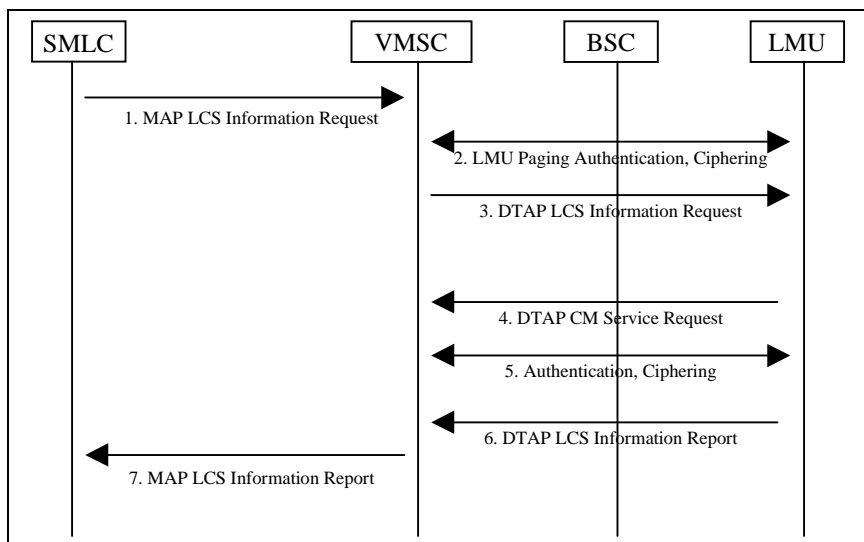 SMLC
VMSC
BSC
LMU
1. MAP LCS Information Request
2. LMU Paging Authentication, Ciphering
3. DTAP LCS Information Request
4. DTAP CM Service Request
5. Authentication, Ciphering
6. DTAP LCS Information Report
7. MAP LCS Information Report